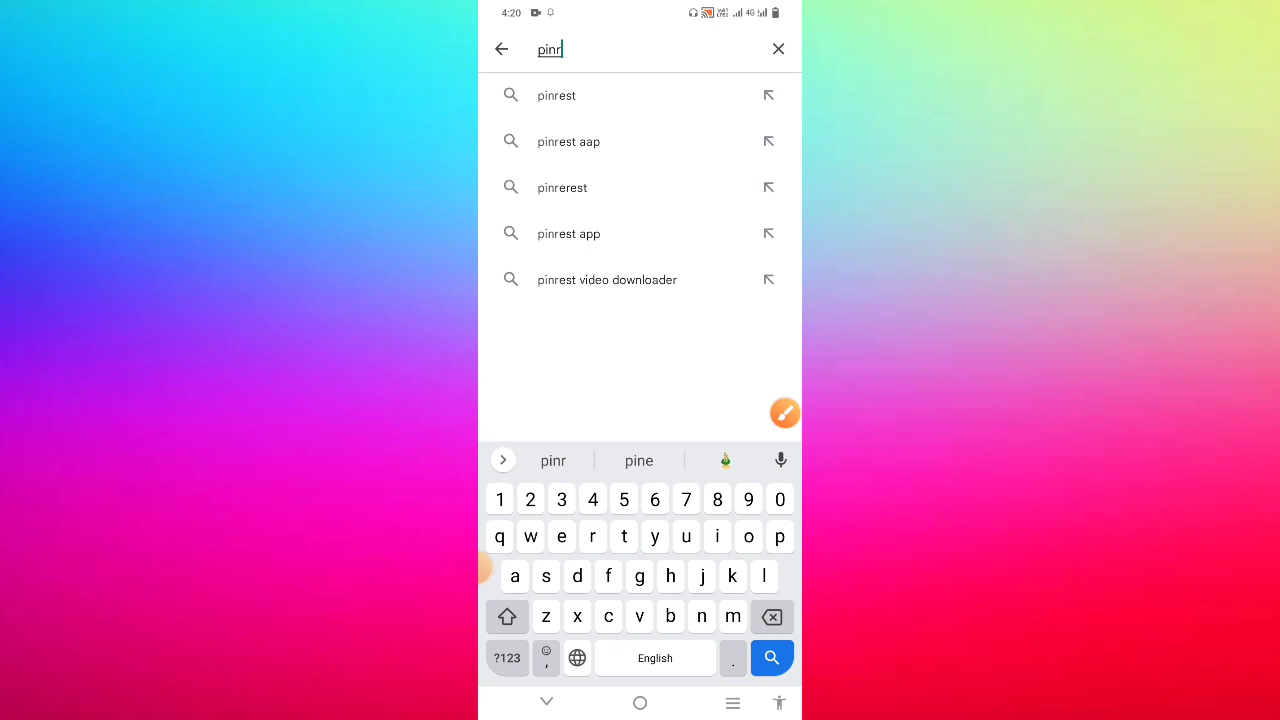 4:20 4G
pinr
pinrest
pinrest aap
pinrerest
pinrest app
pinrest video downloader
pinr pine
1 2 3 4 5 6 7 8 9 0
q w e r t y u i o p
a s d f g h j k l
z x c v b n m
?123 , English .